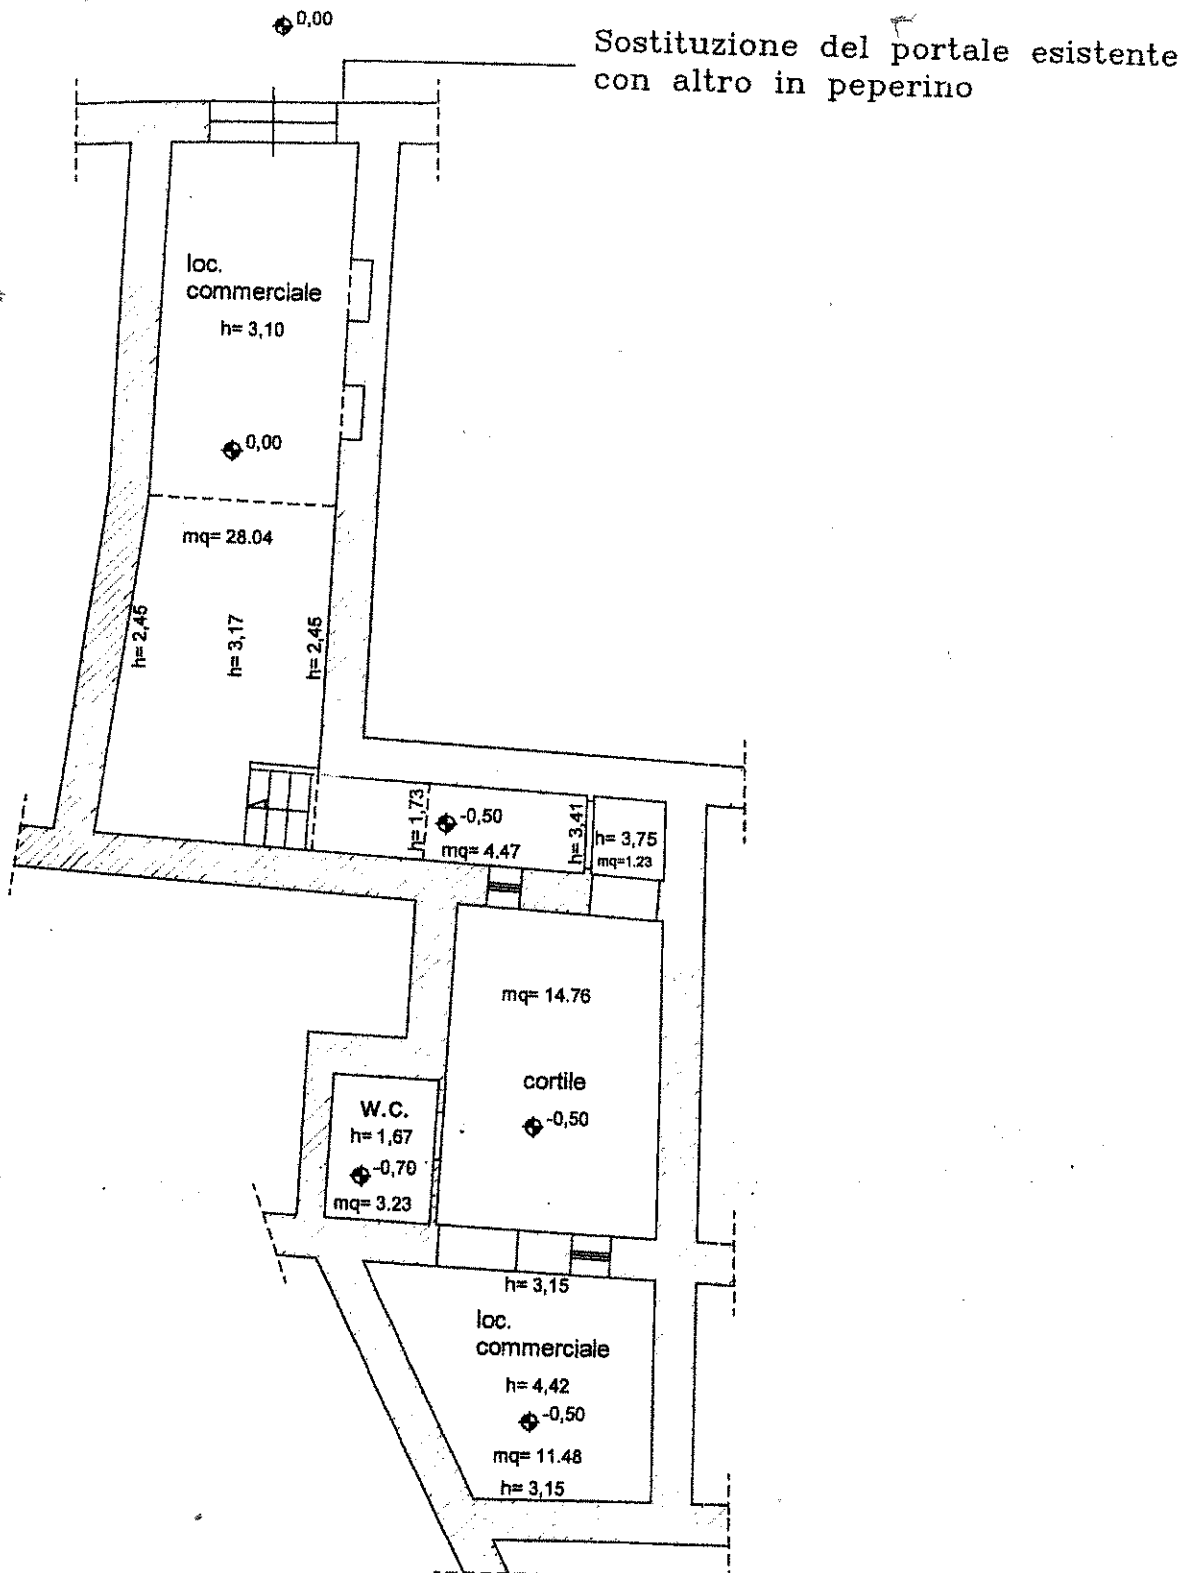 0,00
Sostituzione del portale esistente
con altro in peperino
loc.
commerciale
h= 3,10
0,00
mq= 28.04
h= 2,45
h= 3,17
h= 2,45
h= 1,73
-0,50
mq= 4.47
h= 3,41
h= 3,75
mq=1.23
mq= 14.76
cortile
-0,50
W.C.
h= 1,67
-0,70
mq= 3.23
h= 3,15
loc.
commerciale
h= 4,42
-0,50
mq= 11.48
h= 3,15